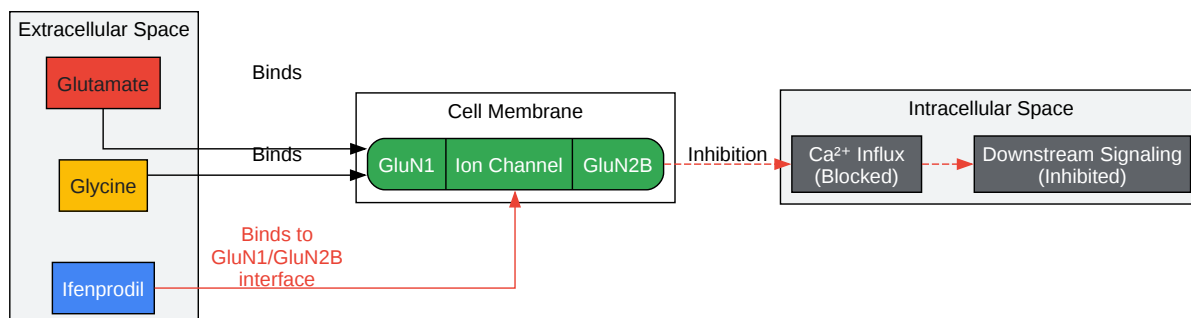 Extracellular Space
Glutamate
Glycine
Ifenprodil
Binds
Binds
Binds to
GluN1/GluN2B
interface
Cell Membrane
GluN1
Ion Channel
GluN2B
Inhibition
Intracellular Space
Ca²⁺ Influx
(Blocked)
Downstream Signaling
(Inhibited)